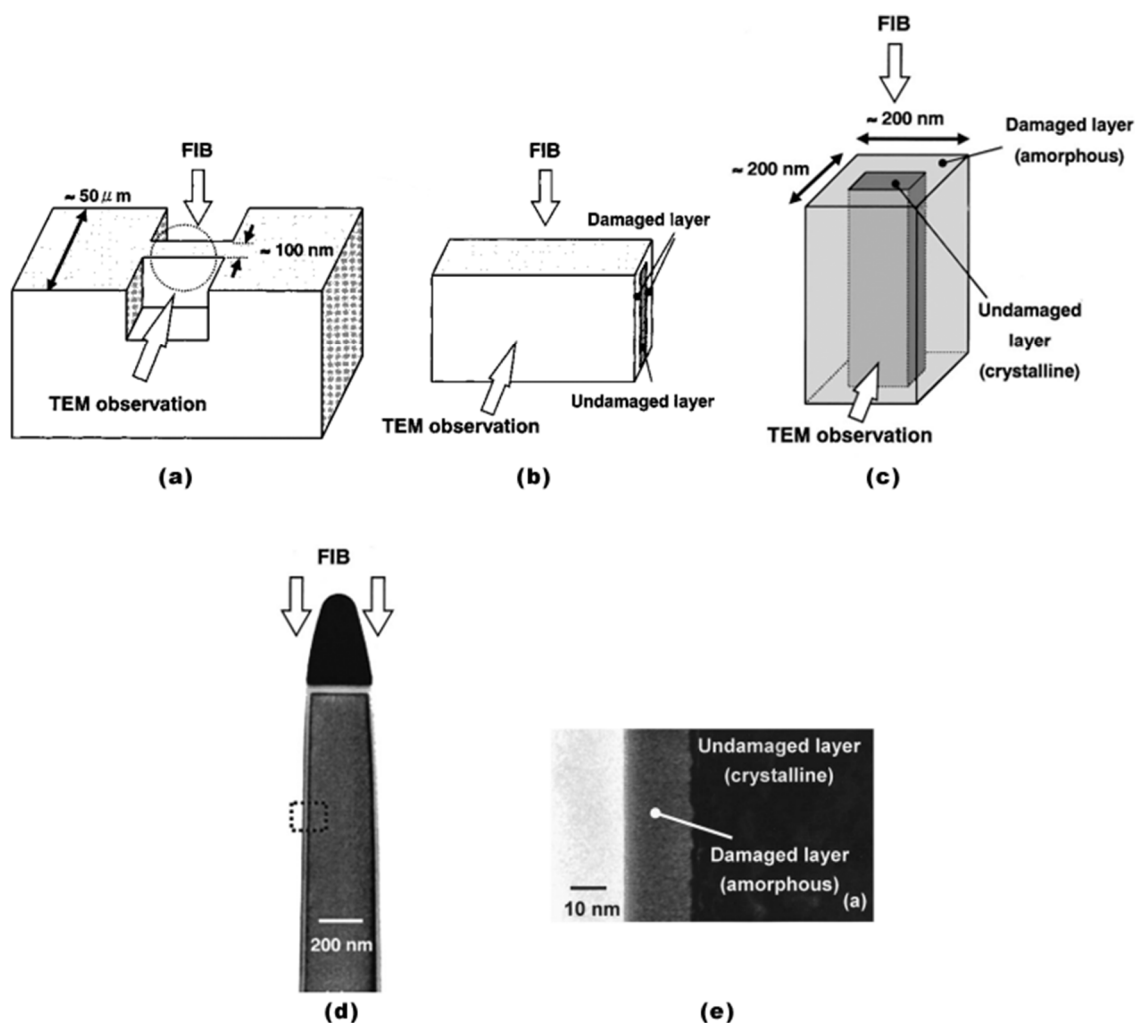 FIB
~ 50 μm
~ 100 nm
TEM observation
(a)
FIB
Damaged layer
Undamaged layer
TEM observation
(b)
FIB
~ 200 nm
~ 200 nm
Damaged layer
(amorphous)
Undamaged
layer
(crystalline)
TEM observation
(c)
FIB
200 nm
(d)
Undamaged layer
(crystalline)
Damaged layer
(amorphous)
(a)
10 nm
(e)